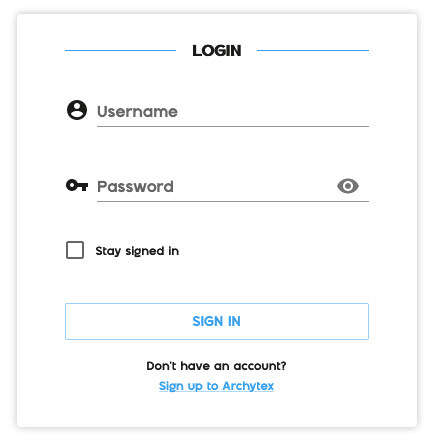 LOGIN
Username
Password
Stay signed in
SIGN IN
Don't have an account?
Sign up to Archytex